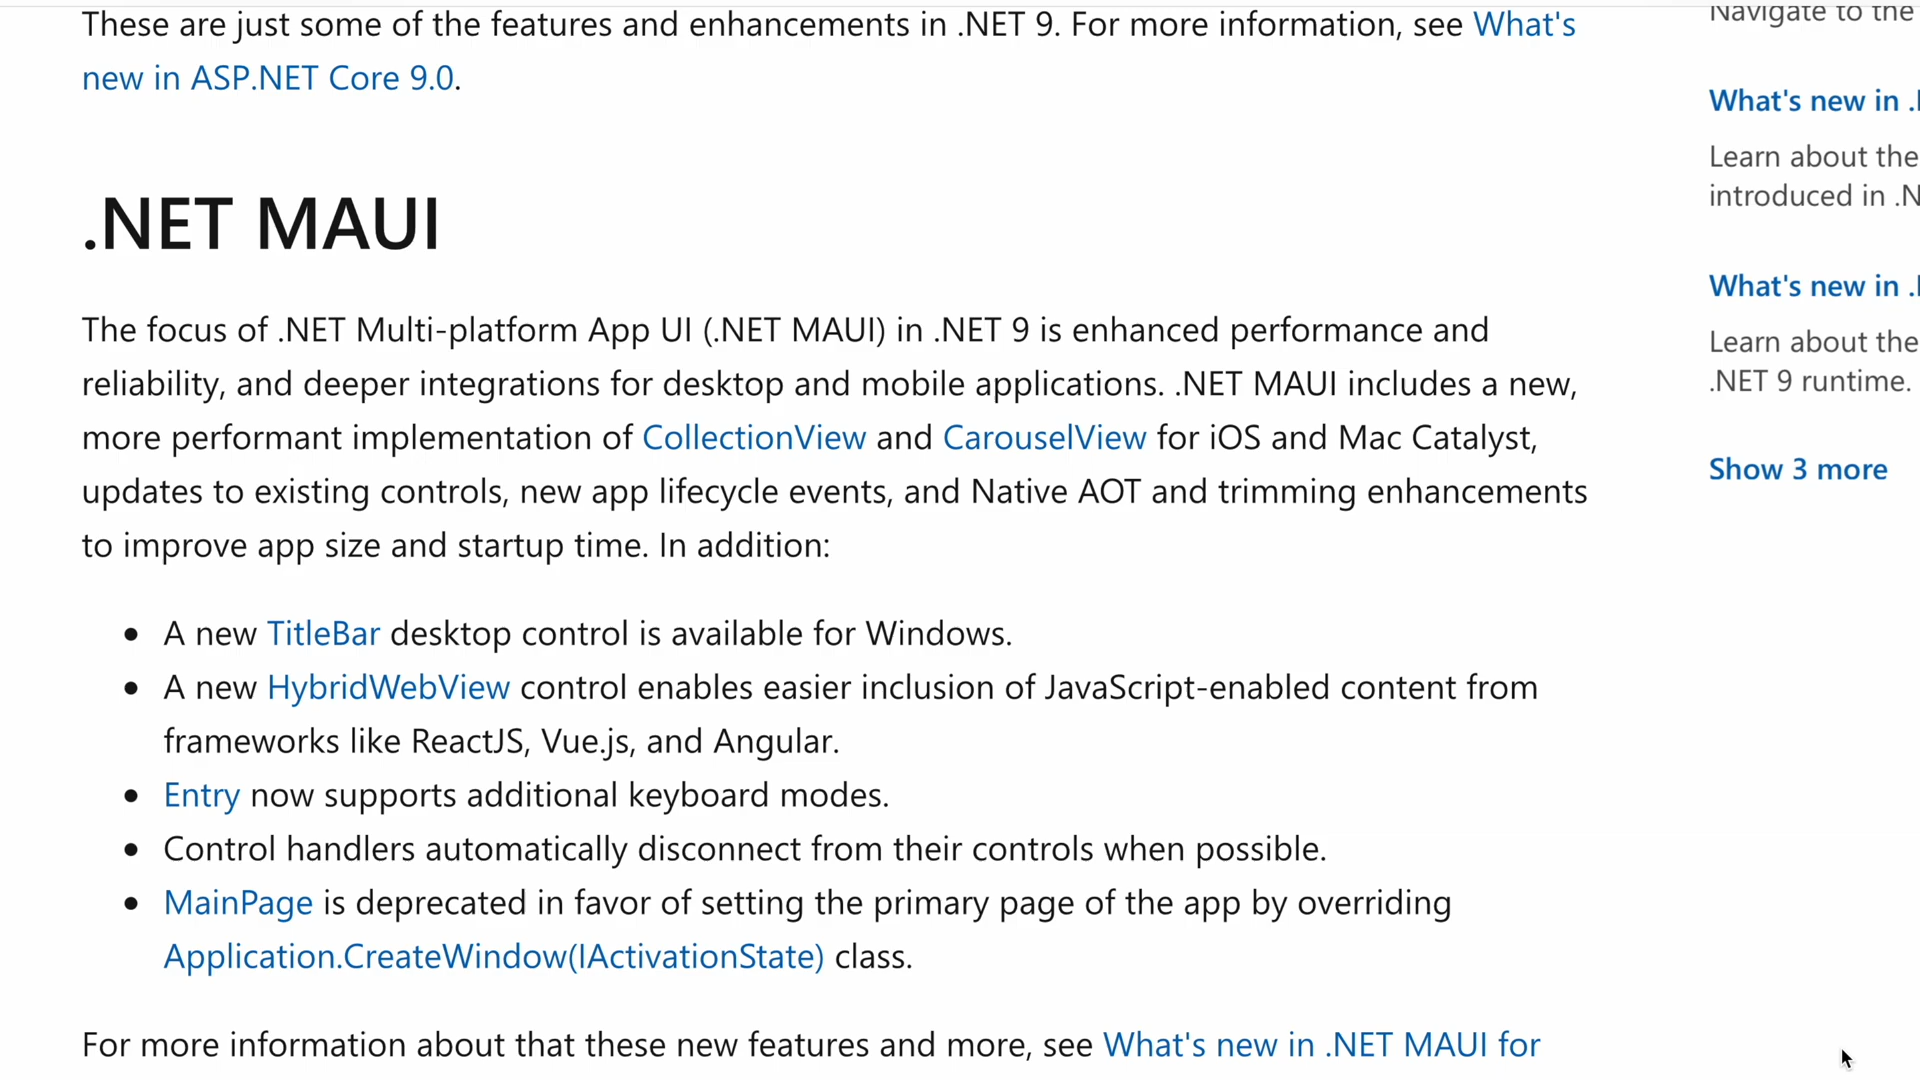 These are just some of the features and enhancements in .NET 9. For more information, see What's
new in ASP.NET Core 9.0.
.NET MAUI
The focus of .NET Multi-platform App UI (.NET MAUI) in .NET 9 is enhanced performance and
reliability, and deeper integrations for desktop and mobile applications. .NET MAUI includes a new,
more performant implementation of CollectionView and CarouselView for iOS and Mac Catalyst,
updates to existing controls, new app lifecycle events, and Native AOT and trimming enhancements
to improve app size and startup time. In addition:
• A new TitleBar desktop control is available for Windows.
• A new HybridWebView control enables easier inclusion of JavaScript-enabled content from
frameworks like ReactJS, Vue.js, and Angular.
• Entry now supports additional keyboard modes.
• Control handlers automatically disconnect from their controls when possible.
• MainPage is deprecated in favor of setting the primary page of the app by overriding
Application.CreateWindow(IActivationState) class.
For more information about that these new features and more, see What's new in .NET MAUI for
Navigate to the
What's new in
Learn about the
introduced in
What's new in
Learn about the
.NET 9 runtime.
Show 3 more